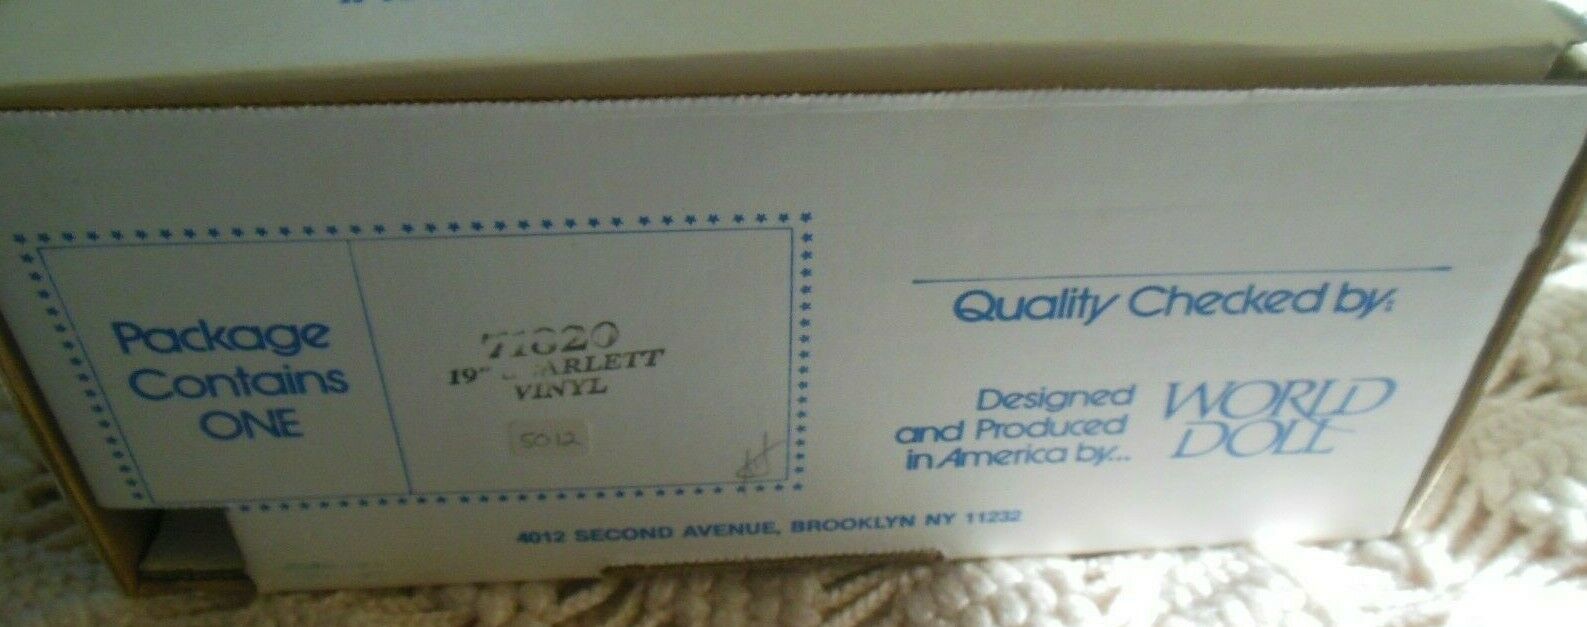 Package
Contains
ONE
71820
19" SCARLETT
VINYL
5012
Quality Checked by:
Designed
and Produced
in America by...
WORLD
DOLL
4012 SECOND AVENUE, BROOKLYN NY 11232